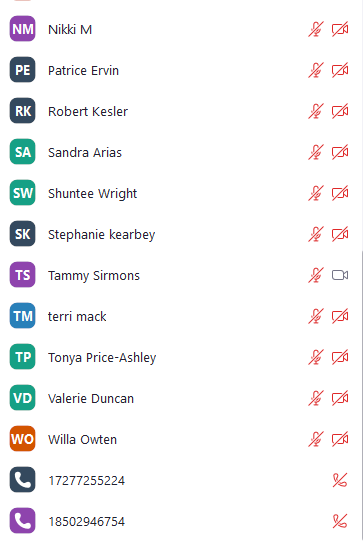 NM Nikki M
PE Patrice Ervin
RK Robert Kesler
SA Sandra Arias
SW Shuntee Wright
SK Stephanie kearbey
TS Tammy Sirmons
TM terri mack
TP Tonya Price-Ashley
VD Valerie Duncan
WO Willa Owten
17277255224
18502946754